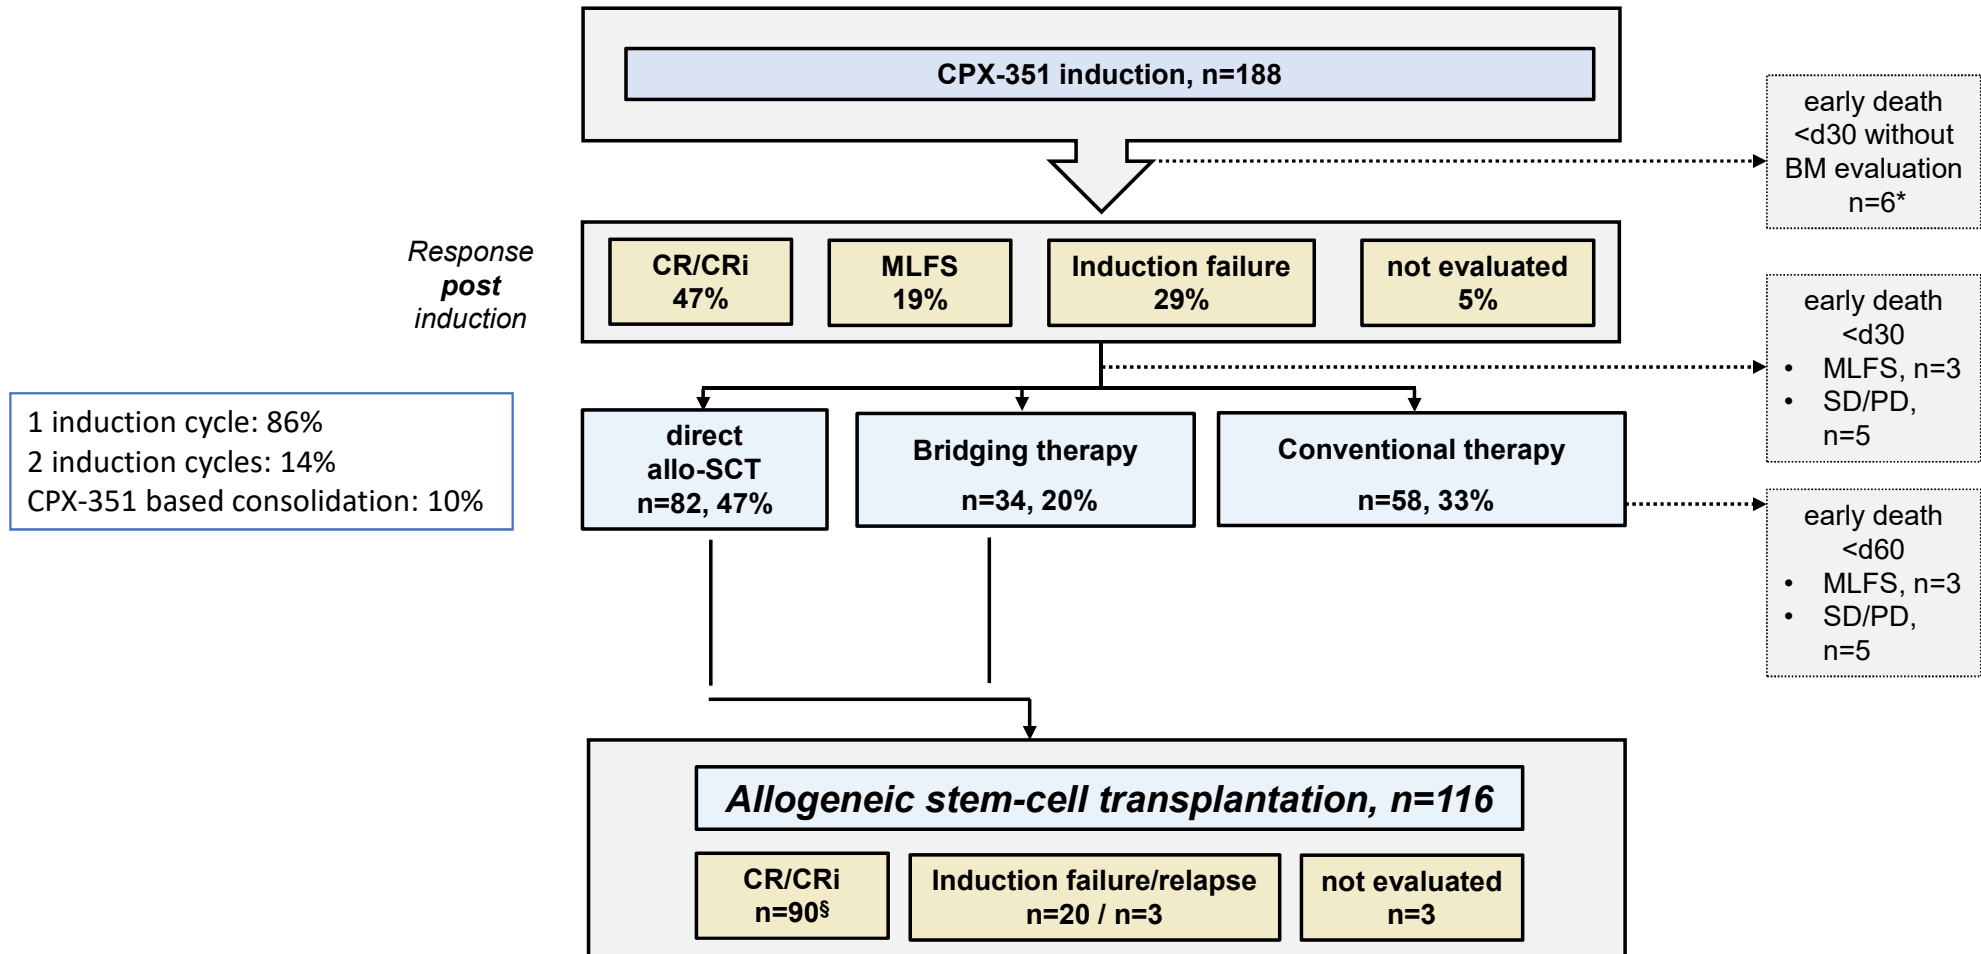 CPX-351 induction, n=188
early death
<d30 without
BM evaluation
n=6*
Response
post
induction
CR/CRi
47%
MLFS
19%
Induction failure
29%
not evaluated
5%
early death
<d30
• MLFS, n=3
• SD/PD,
n=5
1 induction cycle: 86%
2 induction cycles: 14%
CPX-351 based consolidation: 10%
direct
allo-SCT
n=82, 47%
Bridging therapy
n=34, 20%
Conventional therapy
n=58, 33%
early death
<d60
• MLFS, n=3
• SD/PD,
n=5
Allogeneic stem-cell transplantation, n=116
CR/CRi
n=90§
Induction failure/relapse
n=20 / n=3
not evaluated
n=3